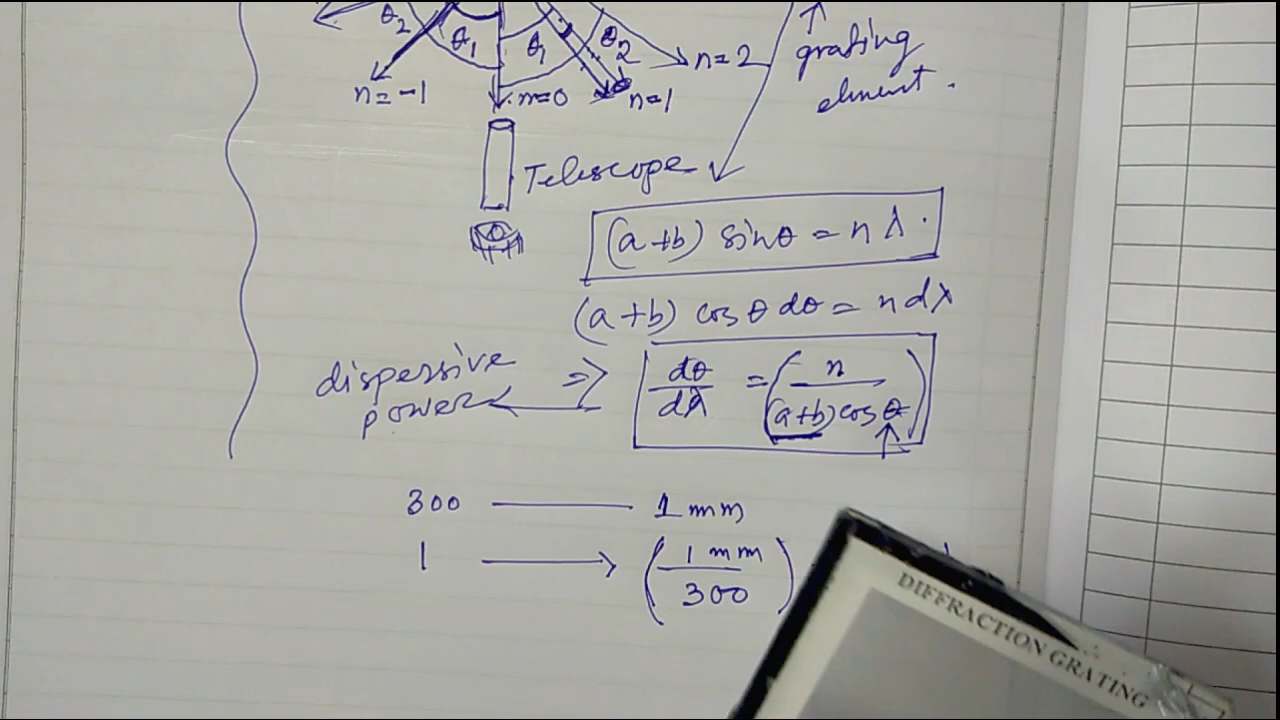 θ₂ θ₁ θ₁ θ₂
n=-1 n=0 n=1 n=2
grating
element.
Telescope
(a+b) sinθ = nλ.
(a+b) cosθ dθ = n dλ
dispersive
power
⇒ dθ/dλ = (n/(a+b)cosθ)
300 — 1 mm
1 → (1 mm/300)
DIFFRACTION GRATING